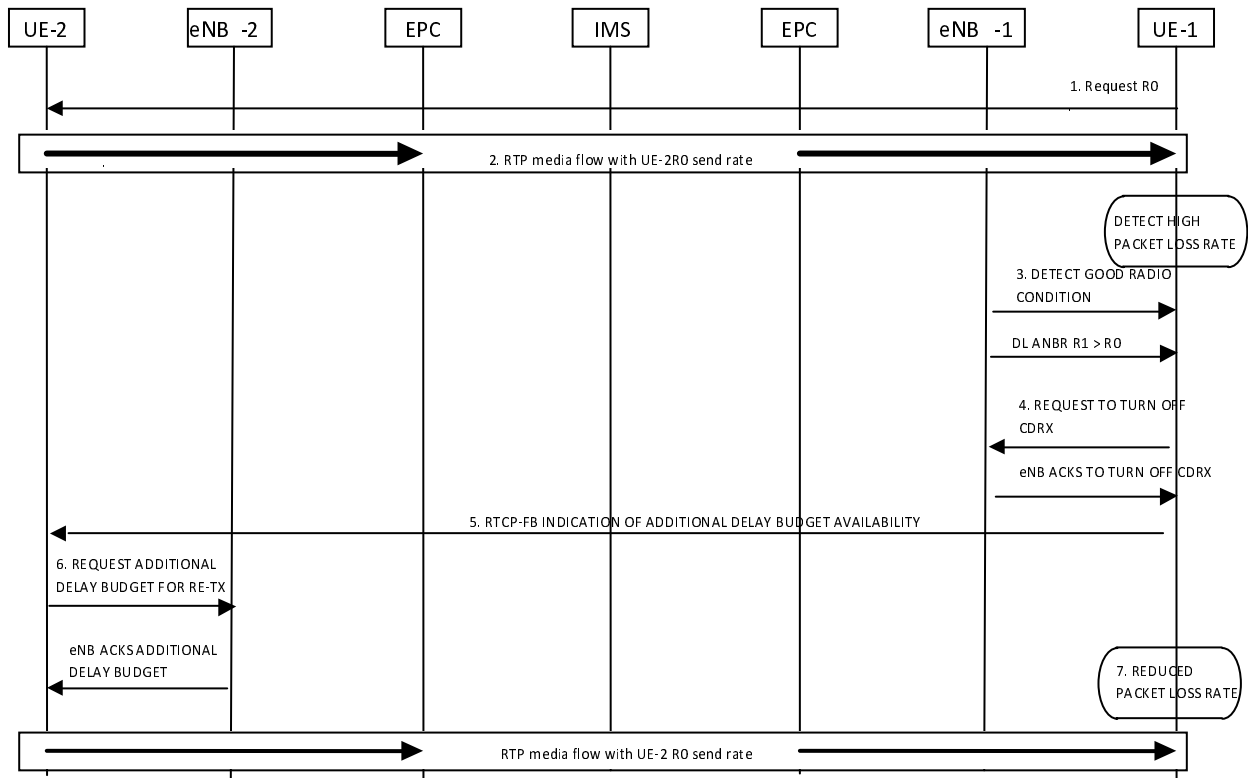 UE-2
eNB -2
EPC
IMS
EPC
eNB -1
UE-1
1. Request R0
2. RTP media flow with UE-2R0 send rate
DETECT HIGH
PACKET LOSS RATE
3. DETECT GOOD RADIO
CONDITION
DL ANBR R1 > R0
4. REQUEST TO TURN OFF
CDRX
eNB ACKS TO TURN OFF CDRX
5. RTCP-FB INDICATION OF ADDITIONAL DELAY BUDGET AVAILABILITY
6. REQUEST ADDITIONAL
DELAY BUDGET FOR RE-TX
eNB ACKS ADDITIONAL
DELAY BUDGET
7. REDUCED
PACKET LOSS RATE
RTP media flow with UE-2 R0 send rate